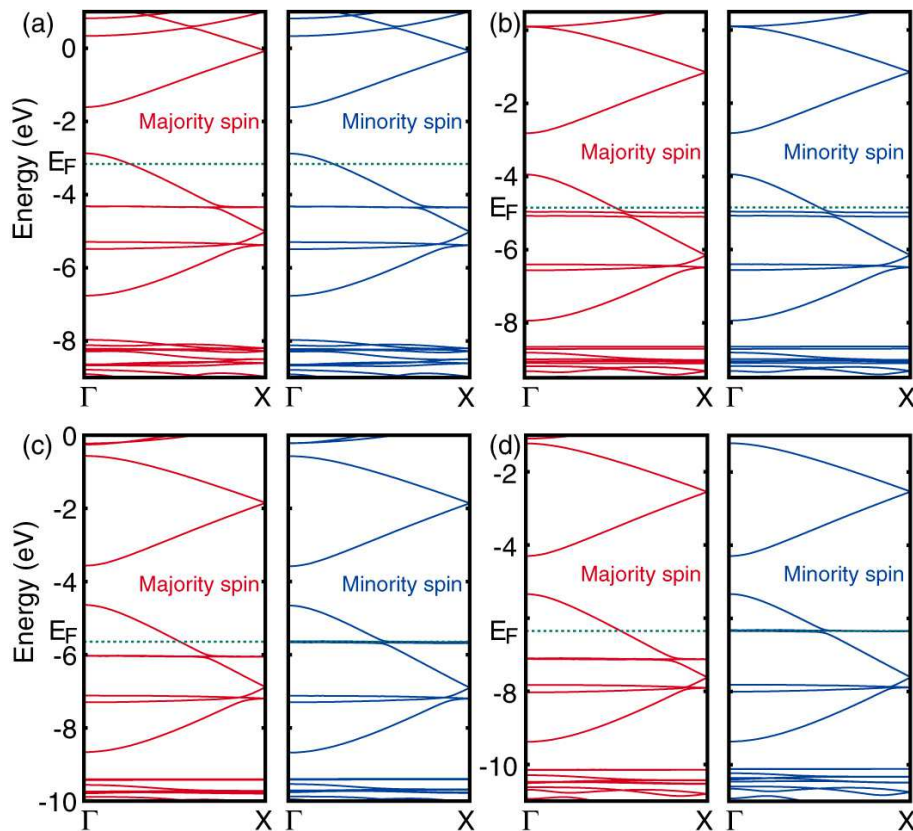 (a)
0
-2
-4
-6
-8
Energy (eV)
E_F
Majority spin
Minority spin
Γ X Γ X
(b)
0
-2
-4
-6
-8
E_F
Majority spin
Minority spin
Γ X Γ X
(c)
0
-2
-4
-6
-8
-10
Energy (eV)
E_F
Majority spin
Minority spin
Γ X Γ X
(d)
-2
-4
-8
-10
E_F
Majority spin
Minority spin
Γ X Γ X